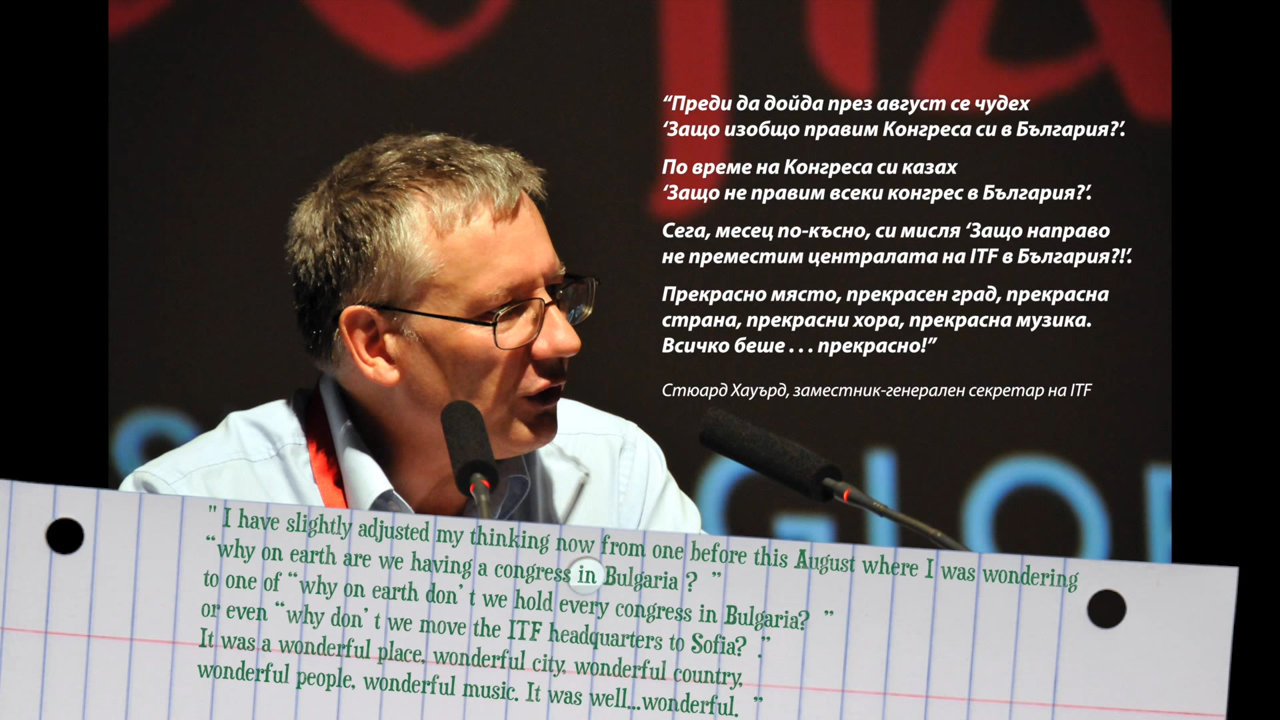 “Преди да дойда през август се чудех
‘Защо изобщо правим Конгреса си в България?’.
По време на Конгреса си казах
‘Защо не правим всеки конгрес в България?’.
Сега, месец по-късно, си мисля ‘Защо направо
не преместим централата на ITF в България?!’.
Прекрасно място, прекрасен град, прекрасна
страна, прекрасни хора, прекрасна музика.
Всичко беше . . . прекрасно!”
Стюард Хауърд, заместник-генерален секретар на ITF
" I have slightly adjusted my thinking now from one before this August where I was wondering
“why on earth are we having a congress in Bulgaria ? ”
to one of “why on earth don’ t we hold every congress in Bulgaria? ”
or even “why don’ t we move the ITF headquarters to Sofia? .”
It was a wonderful place, wonderful city, wonderful country,
wonderful people, wonderful music. It was well...wonderful. ”